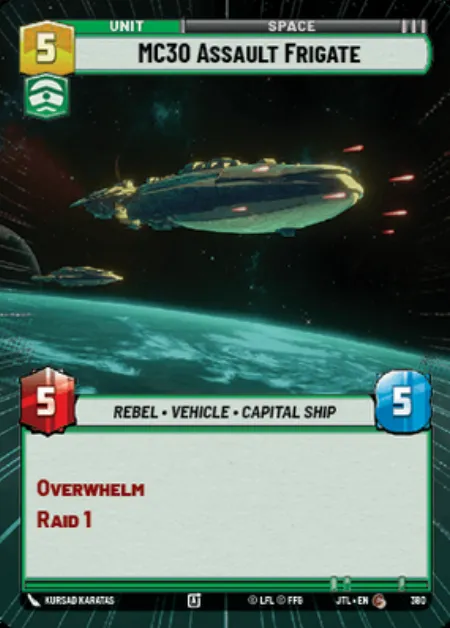 UNIT
SPACE
5
MC30 Assault Frigate
5
REBEL • VEHICLE • CAPITAL SHIP
5
Overwhelm
Raid 1
KURSAD KARATAS
A
© LFL © FFG
JTL • EN
380